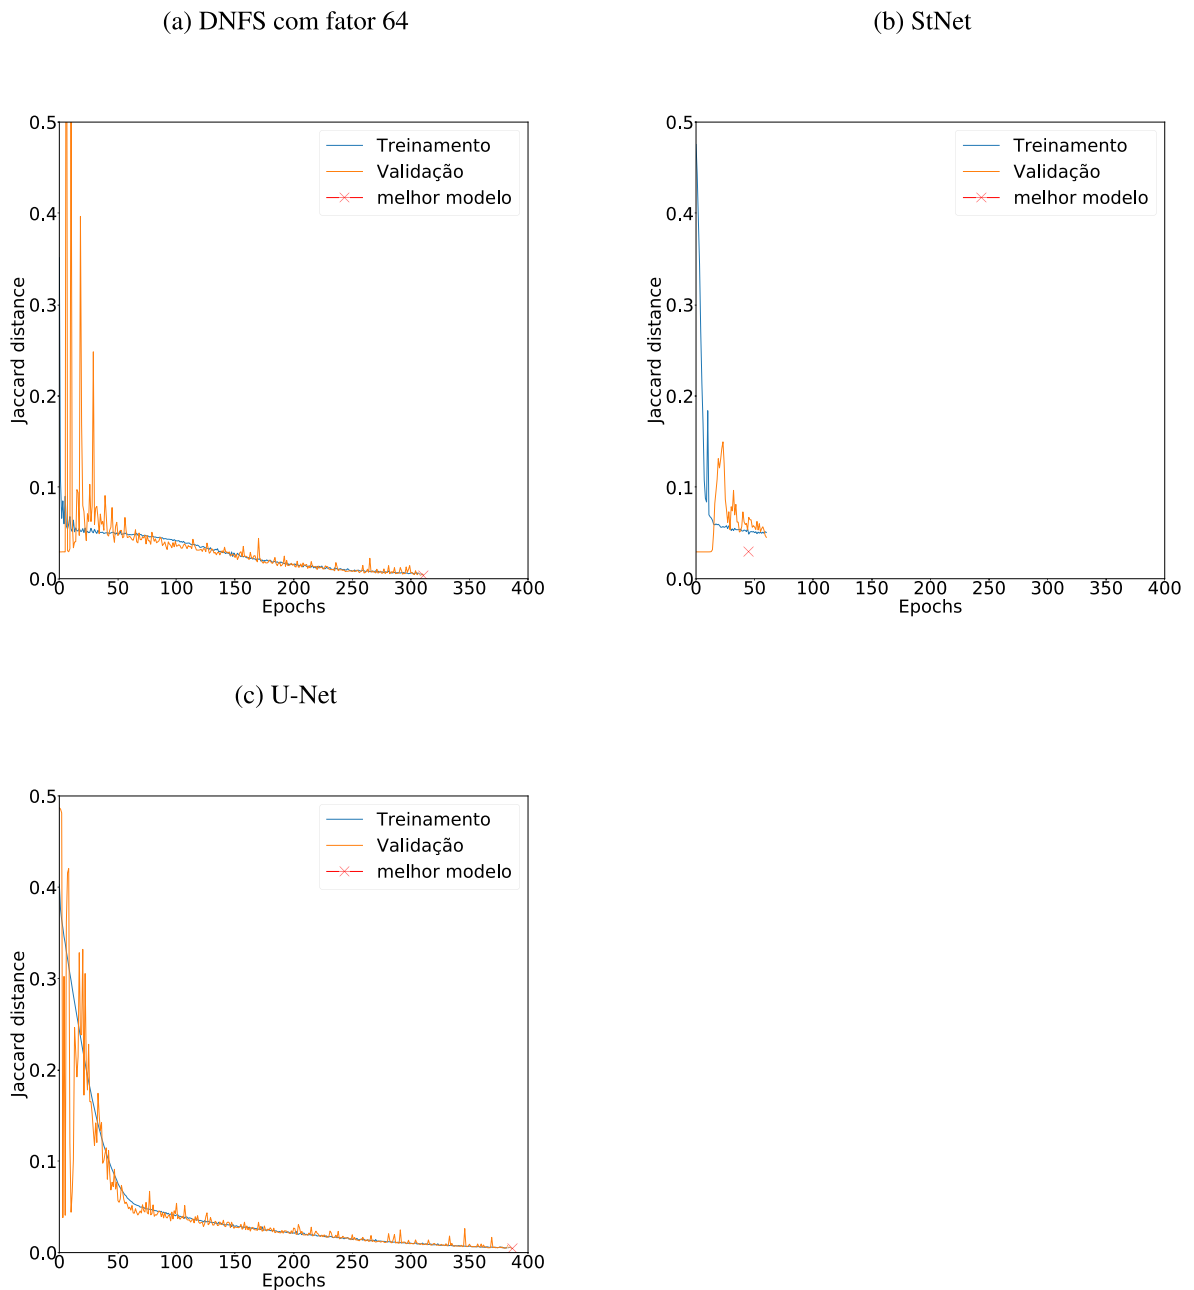 (a) DNFS com fator 64
(b) StNet
0.5
0.4
0.3
0.2
0.1
0.0
Jaccard distance
Treinamento
Validação
melhor modelo
0 50 100 150 200 250 300 350 400
Epochs
0.5
0.4
0.3
0.2
0.1
0.0
Jaccard distance
Treinamento
Validação
melhor modelo
0 50 100 150 200 250 300 350 400
Epochs
(c) U-Net
0.5
0.4
0.3
0.2
0.1
0.0
Jaccard distance
Treinamento
Validação
melhor modelo
0 50 100 150 200 250 300 350 400
Epochs